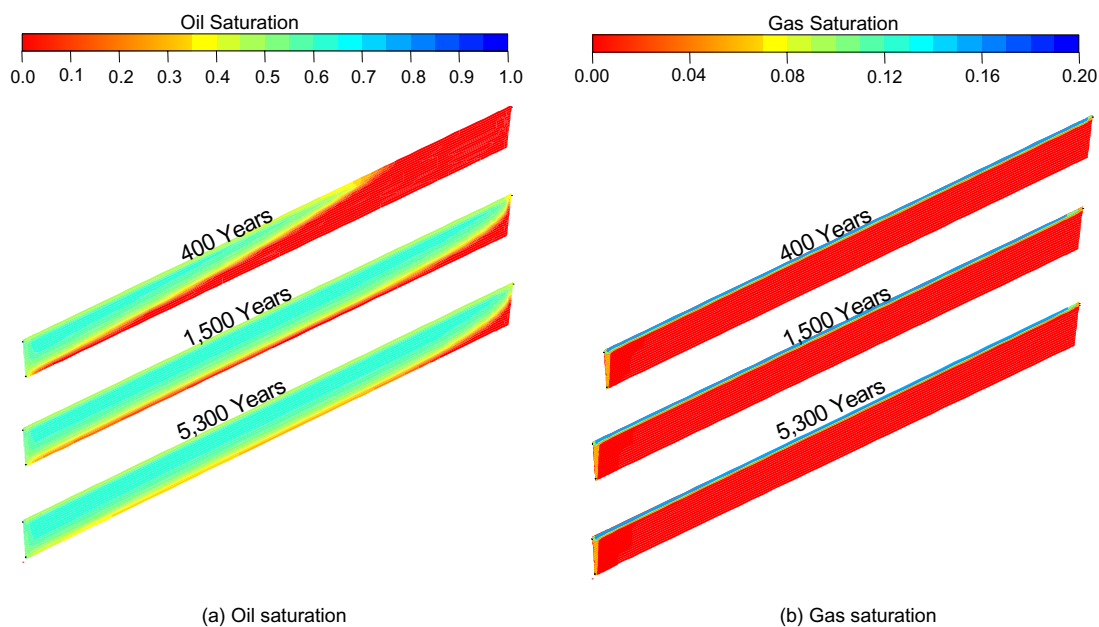 Oil Saturation
0.0 0.1 0.2 0.3 0.4 0.5 0.6 0.7 0.8 0.9 1.0
400 Years
1,500 Years
5,300 Years
(a) Oil saturation
Gas Saturation
0.00 0.04 0.08 0.12 0.16 0.20
400 Years
1,500 Years
5,300 Years
(b) Gas saturation